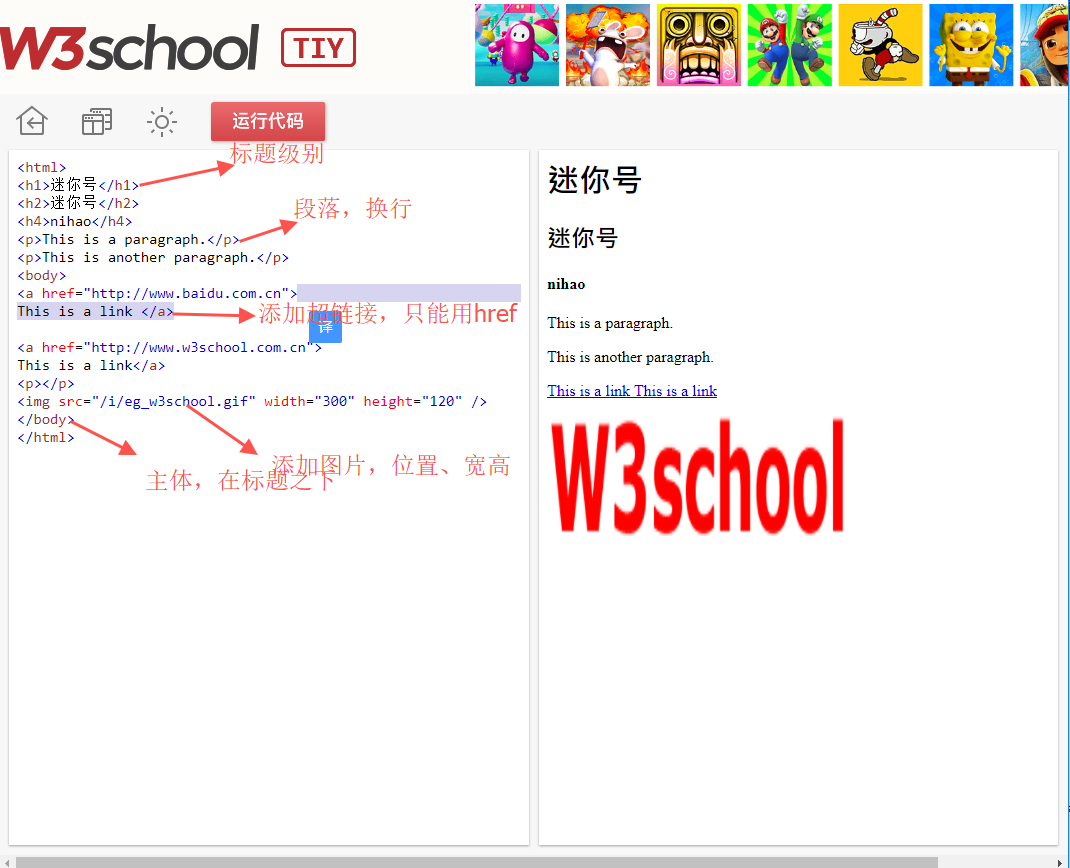 W3school TIY
运行代码
标题级别
<html>
<h1>迷你号</h1>
<h2>迷你号</h2>
<h4>nihao</h4>
段落，换行
<p>This is a paragraph.</p>
<p>This is another paragraph.</p>
<body>
<a href="http://www.baidu.com.cn">
This is a link </a>
添加超链接，只能用href
译
<a href="http://www.w3school.com.cn">
This is a link</a>
<p></p>
<img src="/i/eg_w3school.gif" width="300" height="120" />
</body>
</html>
添加图片，位置、宽高
主体，在标题之下
迷你号
迷你号
nihao
This is a paragraph.
This is another paragraph.
This is a link This is a link
W3school